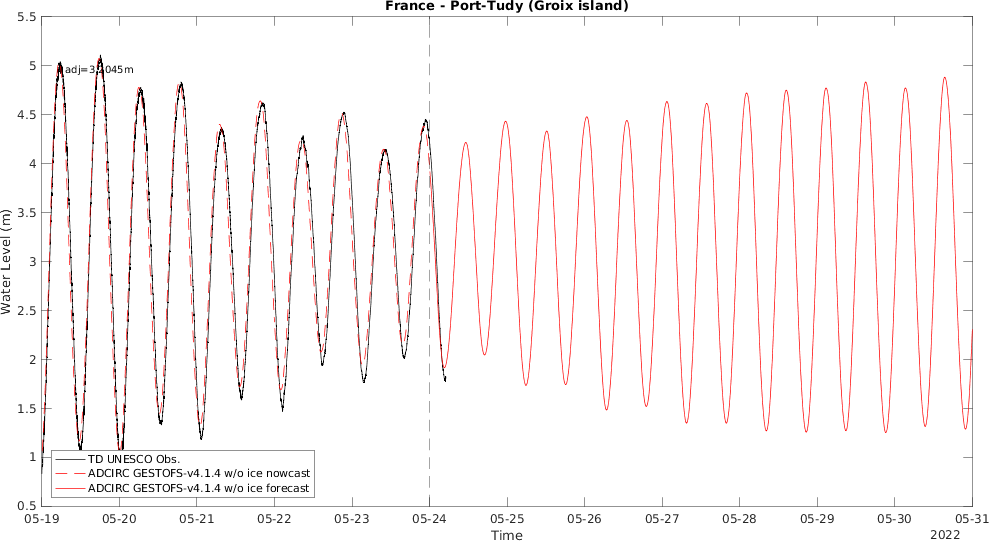 France - Port-Tudy (Groix island)
5.5
5
4.5
4
3.5
3
2.5
2
1.5
1
0.5
Water Level (m)
adj=3.1045m
TD UNESCO Obs.
ADCIRC GESTOFS-v4.1.4 w/o ice nowcast
ADCIRC GESTOFS-v4.1.4 w/o ice forecast
05-19 05-20 05-21 05-22 05-23 05-24 05-25 05-26 05-27 05-28 05-29 05-30 05-31
Time
2022